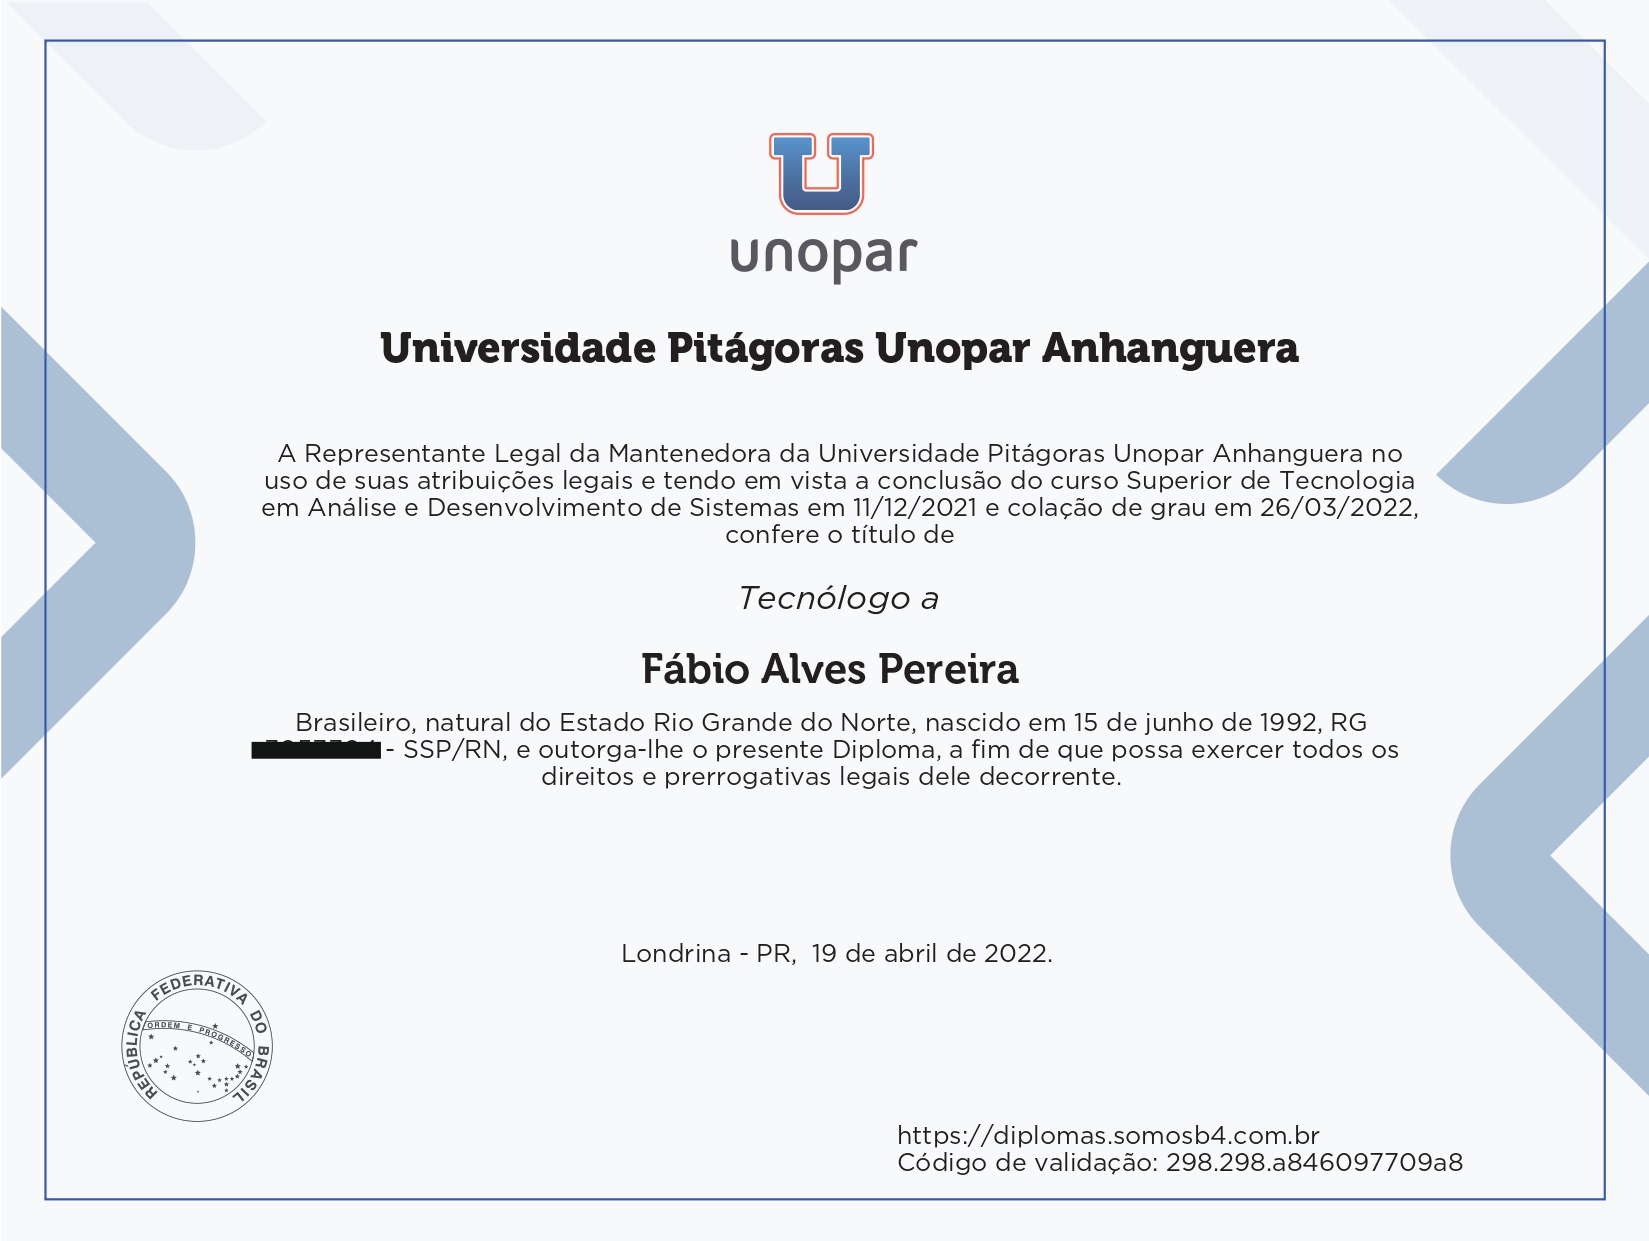 unopar
Universidade Pitágoras Unopar Anhanguera
A Representante Legal da Mantenedora da Universidade Pitágoras Unopar Anhanguera no
uso de suas atribuições legais e tendo em vista a conclusão do curso Superior de Tecnologia
em Análise e Desenvolvimento de Sistemas em 11/12/2021 e colação de grau em 26/03/2022,
confere o título de
Tecnólogo a
Fábio Alves Pereira
Brasileiro, natural do Estado Rio Grande do Norte, nascido em 15 de junho de 1992, RG
- SSP/RN, e outorga-lhe o presente Diploma, a fim de que possa exercer todos os
direitos e prerrogativas legais dele decorrente.
Londrina - PR, 19 de abril de 2022.
REPÚBLICA FEDERATIVA DO BRASIL
ORDEM E PROGRESSO
https://diplomas.somosb4.com.br
Código de validação: 298.298.a846097709a8